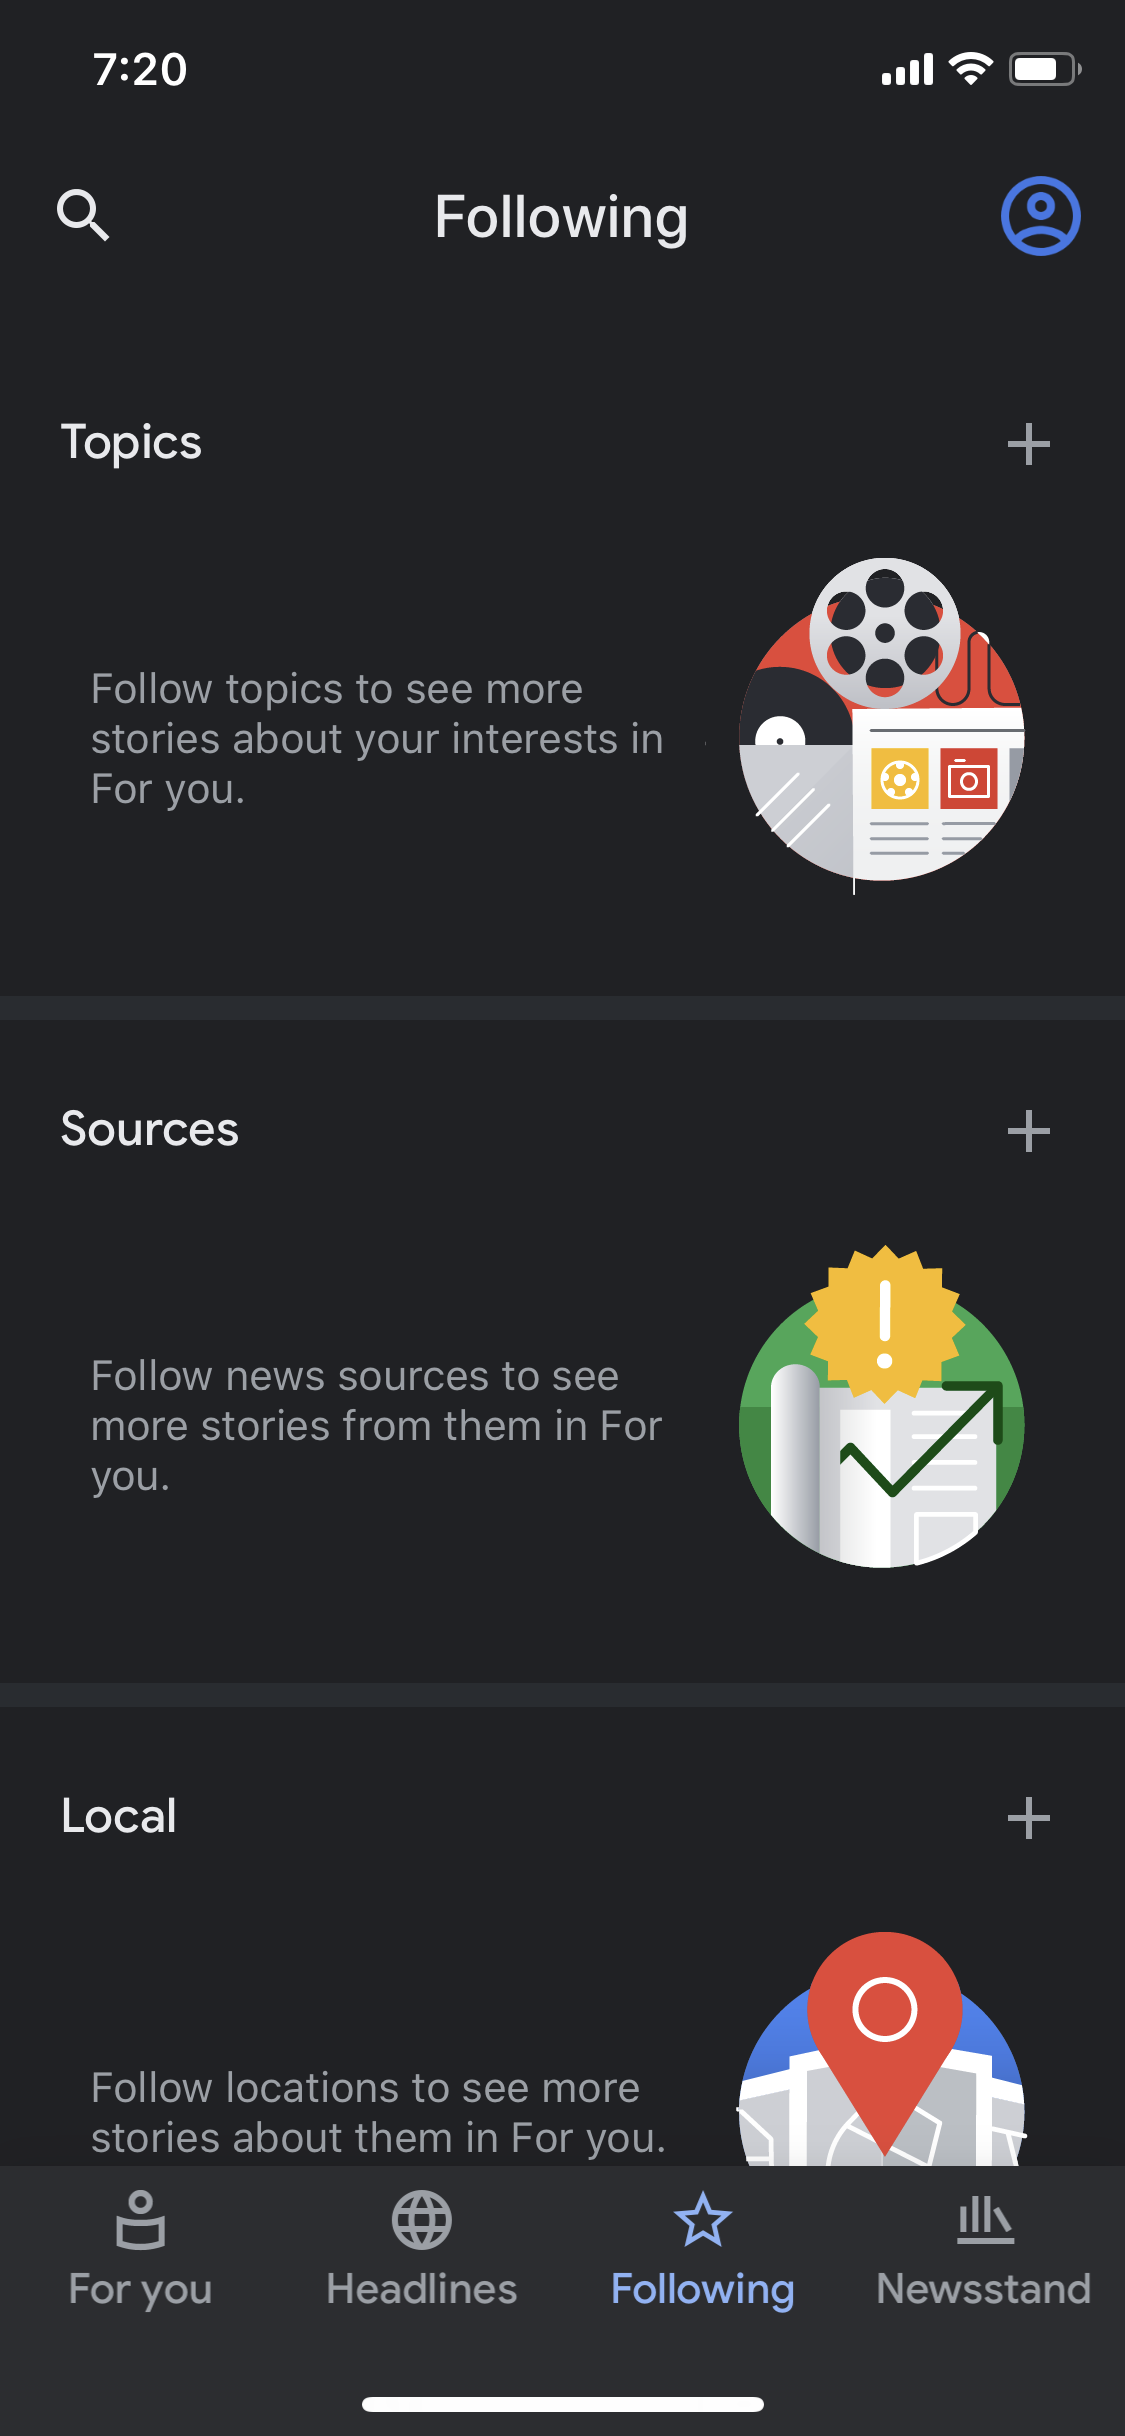 7:20
Following
Topics
Follow topics to see more
stories about your interests in
For you.
Sources
Follow news sources to see
more stories from them in For
you.
Local
Follow locations to see more
stories about them in For you.
For you
Headlines
Following
Newsstand